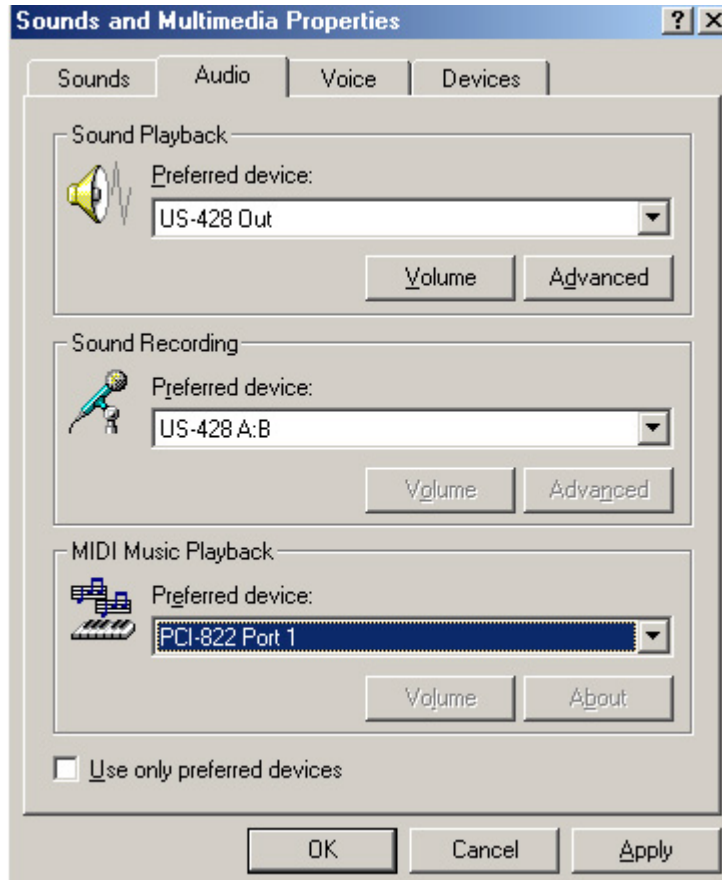 Sounds and Multimedia Properties
Sounds Audio Voice Devices
Sound Playback
Preferred device:
US-428 Out
Volume Advanced
Sound Recording
Preferred device:
US-428 A:B
Volume Advanced
MIDI Music Playback
Preferred device:
PCI-822 Port 1
Volume About
Use only preferred devices
OK Cancel Apply